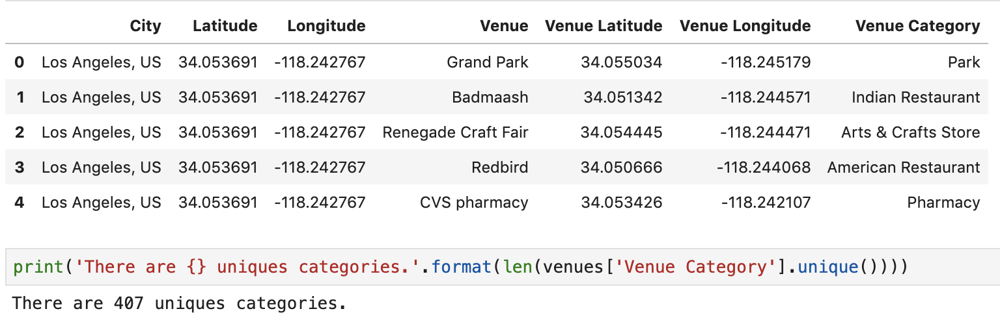 City Latitude Longitude Venue Venue Latitude Venue Longitude Venue Category
0 Los Angeles, US 34.053691 -118.242767 Grand Park 34.055034 -118.245179 Park
1 Los Angeles, US 34.053691 -118.242767 Badmaash 34.051342 -118.244571 Indian Restaurant
2 Los Angeles, US 34.053691 -118.242767 Renegade Craft Fair 34.054445 -118.244471 Arts & Crafts Store
3 Los Angeles, US 34.053691 -118.242767 Redbird 34.050666 -118.244068 American Restaurant
4 Los Angeles, US 34.053691 -118.242767 CVS pharmacy 34.053426 -118.242107 Pharmacy
print('There are {} uniques categories.'.format(len(venues['Venue Category'].unique())))
There are 407 uniques categories.